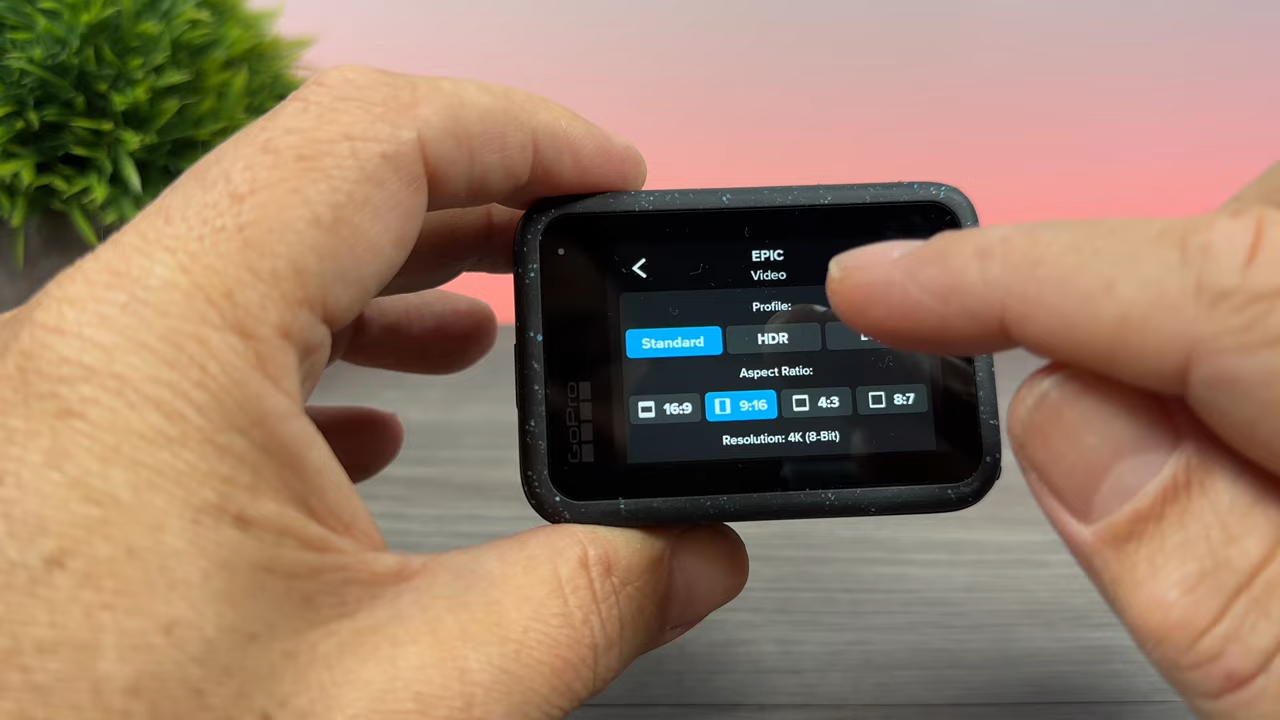 EPIC
Video
Profile:
Standard HDR
Aspect Ratio:
16:9 9:16 4:3 8:7
Resolution: 4K (8-Bit)
GoPro